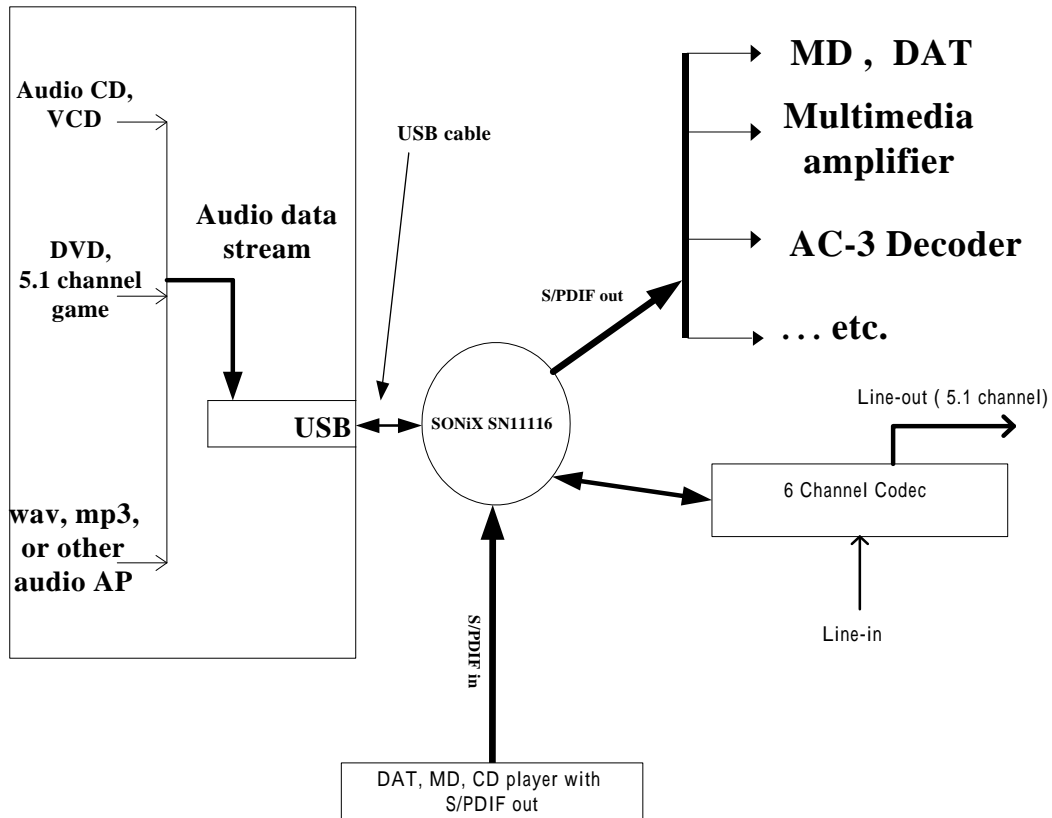 Audio CD,
VCD
DVD,
5.1 channel
game
wav, mp3,
or other
audio AP
Audio data
stream
USB
USB cable
SONiX SN11116
S/PDIF out
MD , DAT
Multimedia
amplifier
AC-3 Decoder
. . . etc.
Line-out ( 5.1 channel)
6 Channel Codec
Line-in
S/PDIF in
DAT, MD, CD player with
S/PDIF out